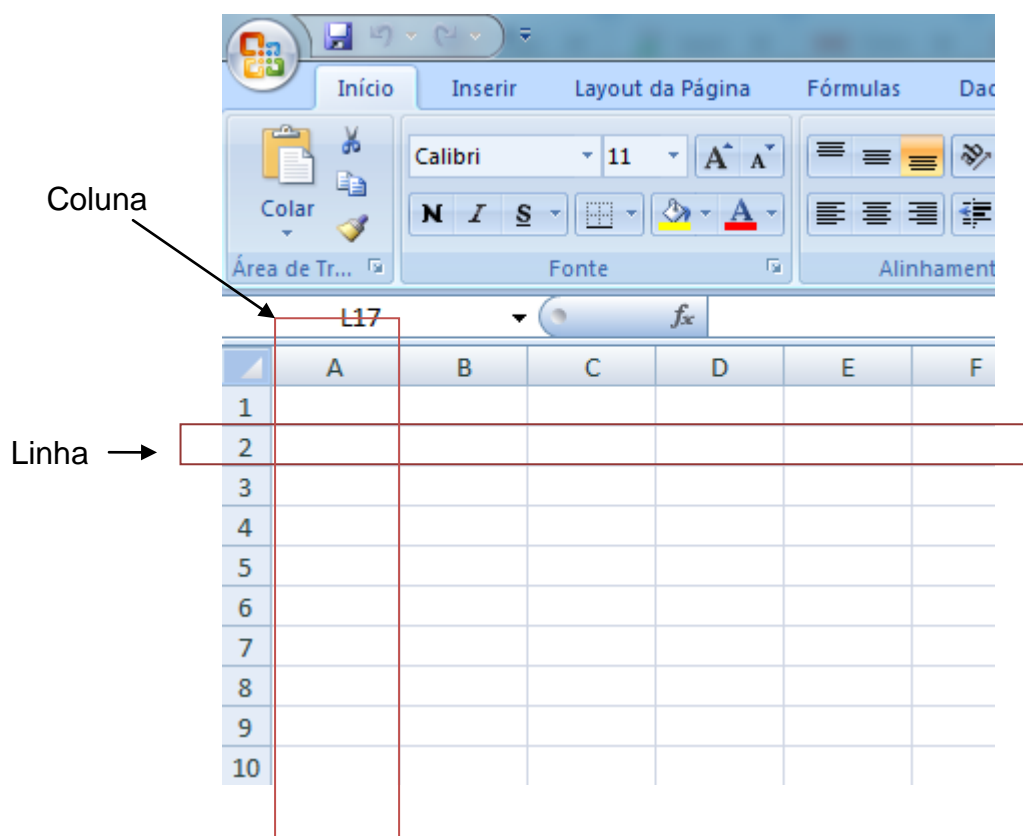 Início Inserir Layout da Página Fórmulas Dad
Calibri 11 A A
Coluna
Colar N I S A
Área de Tr... Fonte Alinhament
L17 fx
A B C D E F
1
2
Linha
3
4
5
6
7
8
9
10